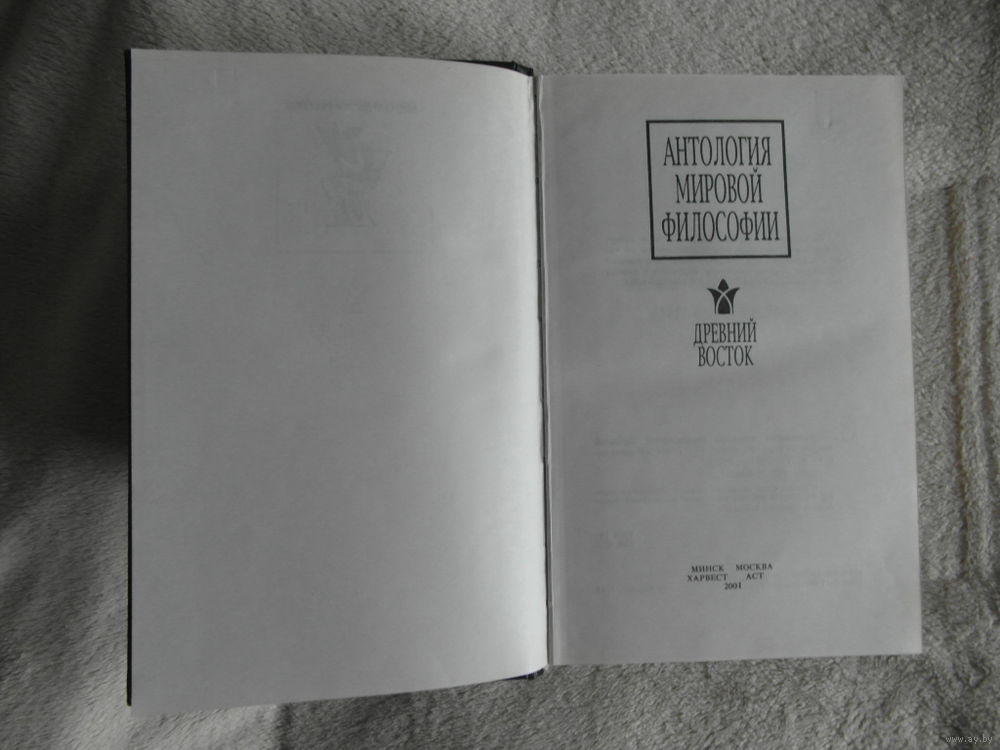 АНТОЛОГИЯ
МИРОВОЙ
ФИЛОСОФИИ
ДРЕВНИЙ
ВОСТОК
МИНСК МОСКВА
ХАРВЕСТ АСТ
2001
www.ay.by